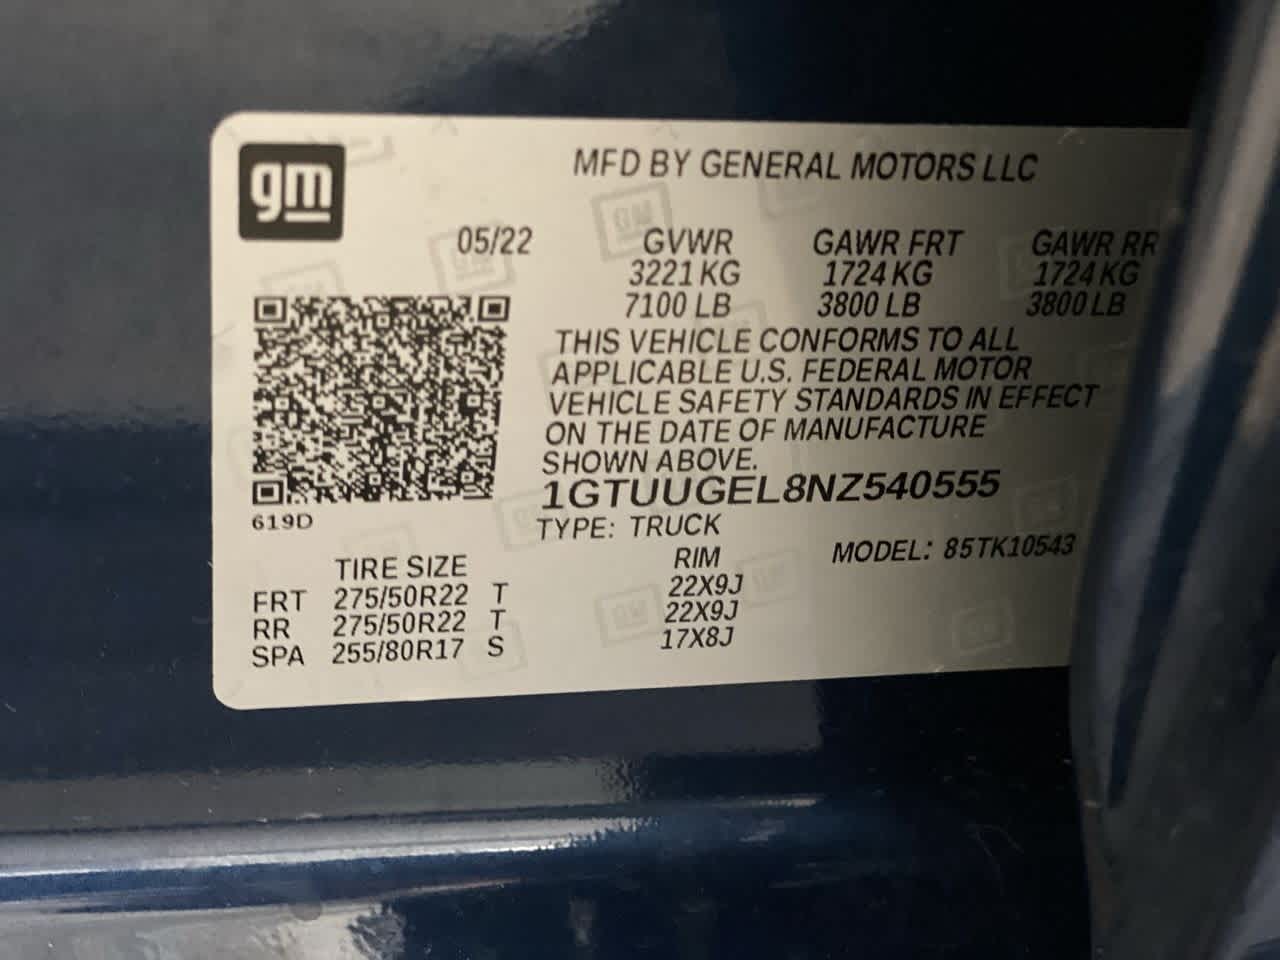 gm
MFD BY GENERAL MOTORS LLC
05/22 GVWR GAWR FRT GAWR RR
3221 KG 1724 KG 1724 KG
7100 LB 3800 LB 3800 LB
THIS VEHICLE CONFORMS TO ALL
APPLICABLE U.S. FEDERAL MOTOR
VEHICLE SAFETY STANDARDS IN EFFECT
ON THE DATE OF MANUFACTURE
SHOWN ABOVE.
1GTUUGEL8NZ540555
619D
TYPE: TRUCK
MODEL: 85TK10543
TIRE SIZE RIM
FRT 275/50R22 T 22X9J
RR 275/50R22 T 22X9J
SPA 255/80R17 S 17X8J